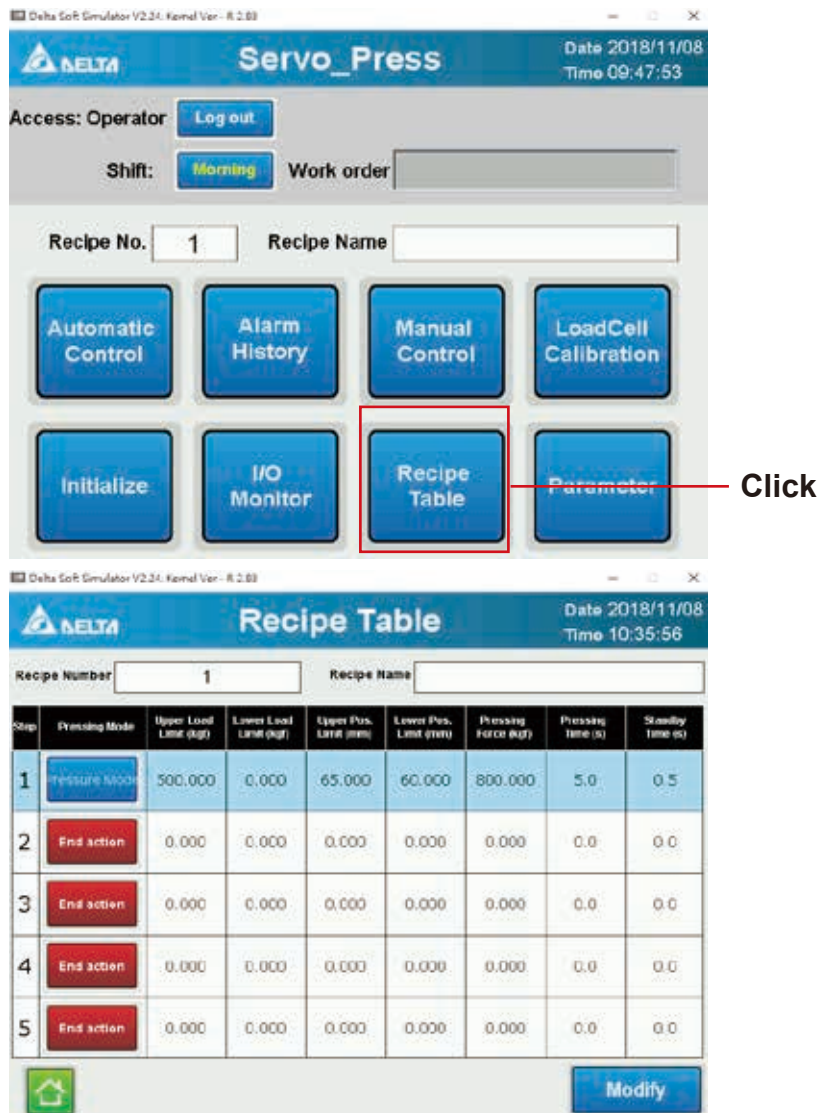 Delta Soft Simulator V2.24, Kernel Ver - R 2.03
DELTA
Servo_Press
Date 2018/11/08
Time 09:47:53
Access: Operator
Log out
Shift:
Morning
Work order
Recipe No.
1
Recipe Name
Automatic
Control
Alarm
History
Manual
Control
LoadCell
Calibration
Initialize
I/O
Monitor
Recipe
Table
Parameter
Click
Delta Soft Simulator V2.24, Kernel Ver - R 2.03
DELTA
Recipe Table
Date 2018/11/08
Time 10:35:56
Recipe Number
1
Recipe Name
Step Pressing Mode Upper Load Limit (kgf) Lower Load Limit (kgf) Upper Pos. Limit (mm) Lower Pos. Limit (mm) Pressing Force (kgf) Pressing Time (s) Standby Time (s)
1 Pressure Mode 500.000 0.000 65.000 60.000 800.000 5.0 0.5
2 End action 0.000 0.000 0.000 0.000 0.000 0.0 0.0
3 End action 0.000 0.000 0.000 0.000 0.000 0.0 0.0
4 End action 0.000 0.000 0.000 0.000 0.000 0.0 0.0
5 End action 0.000 0.000 0.000 0.000 0.000 0.0 0.0
Modify